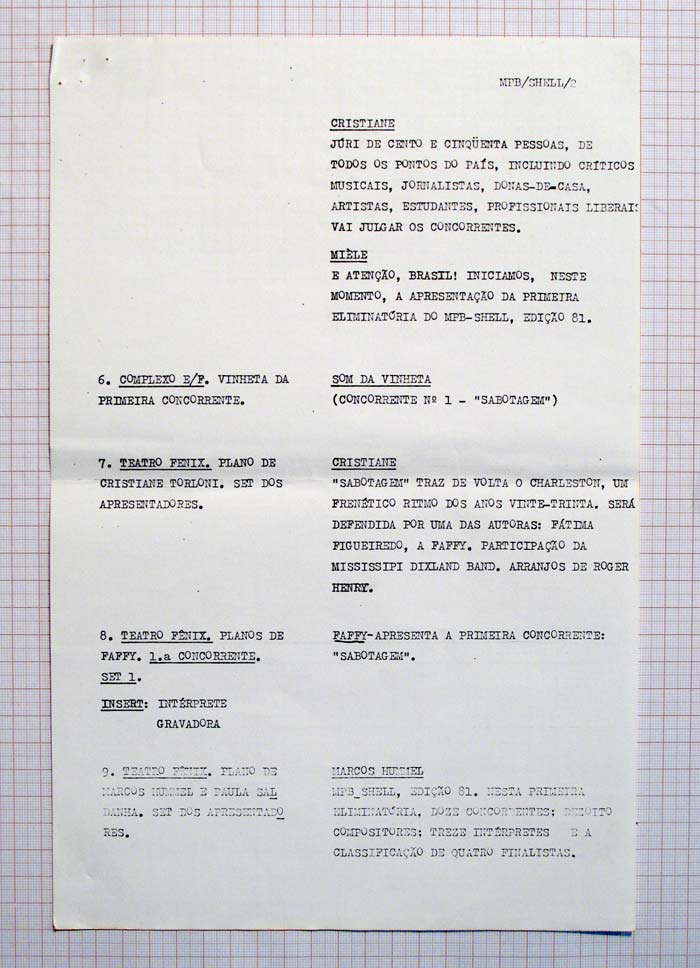 MPB/SHELL/2
CRISTIANE
JÚRI DE CENTO E CINQÜENTA PESSOAS, DE
TODOS OS PONTOS DO PAÍS, INCLUINDO CRÍTICOS
MUSICAIS, JORNALISTAS, DONAS-DE-CASA,
ARTISTAS, ESTUDANTES, PROFISSIONAIS LIBERAIS
VAI JULGAR OS CONCORRENTES.
MIÈLE
E ATENÇÃO, BRASIL! INICIAMOS, NESTE
MOMENTO, A APRESENTAÇÃO DA PRIMEIRA
ELIMINATÓRIA DO MPB-SHELL, EDIÇÃO 81.
6. COMPLEXO E/F. VINHETA DA
PRIMEIRA CONCORRENTE.
SOM DA VINHETA
(CONCORRENTE Nº 1 - "SABOTAGEM")
7. TEATRO FENIX. PLANO DE
CRISTIANE TORLONI. SET DOS
APRESENTADORES.
CRISTIANE
"SABOTAGEM" TRAZ DE VOLTA O CHARLESTON, UM
FRENÉTICO RITMO DOS ANOS VINTE-TRINTA. SERÁ
DEFENDIDA POR UMA DAS AUTORAS: FÁTIMA
FIGUEIREDO, A FAFFY. PARTICIPAÇÃO DA
MISSISSIPI DIXLAND BAND. ARRANJOS DE ROGER
HENRY.
8. TEATRO FÊNIX. PLANOS DE
FAFFY. 1.a CONCORRENTE.
SET 1.
INSERT: INTÉRPRETE
GRAVADORA
FAFFY-APRESENTA A PRIMEIRA CONCORRENTE:
"SABOTAGEM".
9. TEATRO FÊNIX. PLANO DE
MARCOS HUMMEL E PAULA SAL
DANHA. SET DOS APRESENTADO
RES.
MARCOS HUMMEL
MPB_SHELL, EDIÇÃO 81. NESTA PRIMEIRA
ELIMINATÓRIA, DOZE CONCORRENTES; DEZOITO
COMPOSITORES; TREZE INTÉRPRETES E A
CLASSIFICAÇÃO DE QUATRO FINALISTAS.